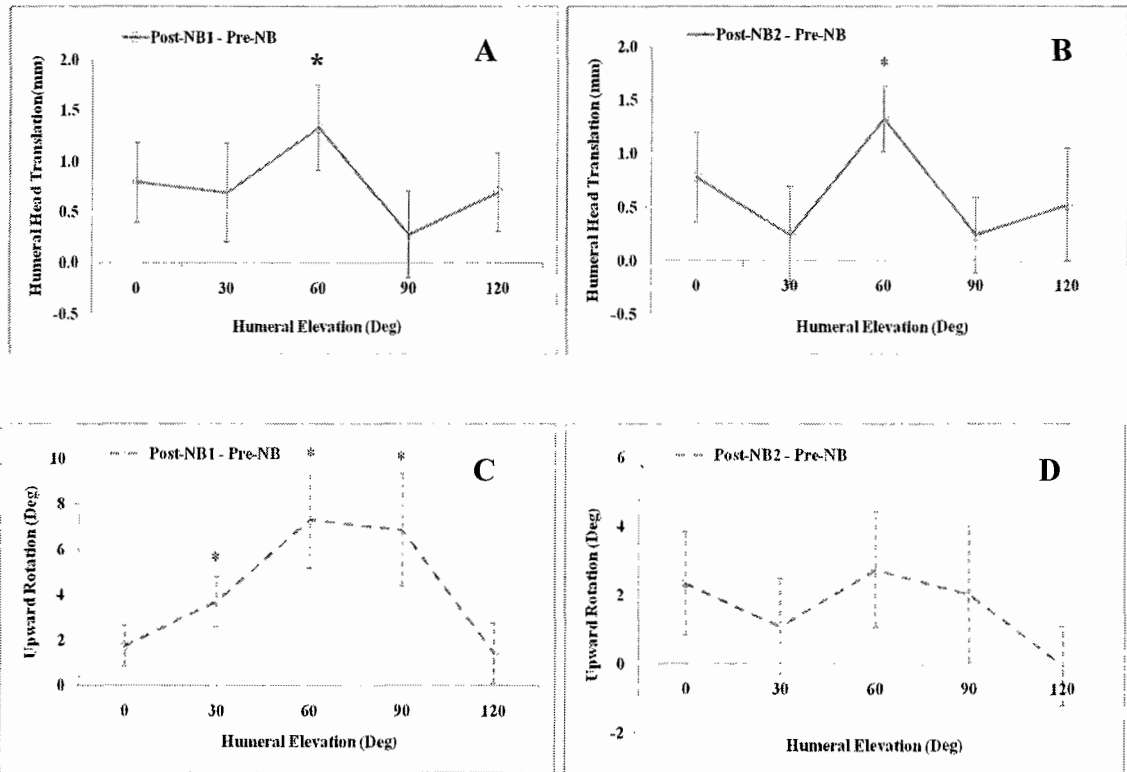 Post-NB1 - Pre-NB
A
2.0
*
1.5
1.0
0.5
0.0
-0.5
0 30 60 90 120
Humeral Head Translation(mm)
Humeral Elevation (Deg)
Post-NB2 - Pre-NB
B
2.0
*
1.5
1.0
0.5
0.0
-0.5
0 30 60 90 120
Humeral Head Translation (mm)
Humeral Elevation (Deg)
Post-NB1 - Pre-NB
C
10
* *
8
6
*
4
2
0
0 30 60 90 120
Upward Rotation (Deg)
Humeral Elevation (Deg)
Post-NB2 - Pre-NB
D
6
4
2
0
-2
0 30 60 90 120
Upward Rotation (Deg)
Humeral Elevation (Deg)